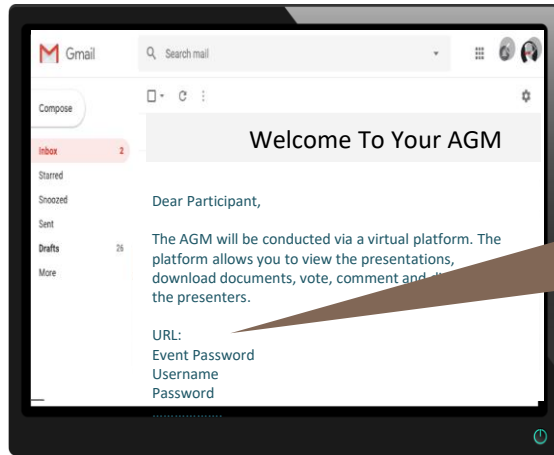 Gmail
Search mail
Compose
Welcome To Your AGM
Inbox 2
Starred
Snoozed
Sent
Drafts 26
More
Dear Participant,
The AGM will be conducted via a virtual platform. The
platform allows you to view the presentations,
download documents, vote, comment and
the presenters.
URL:
Event Password
Username
Password
....................